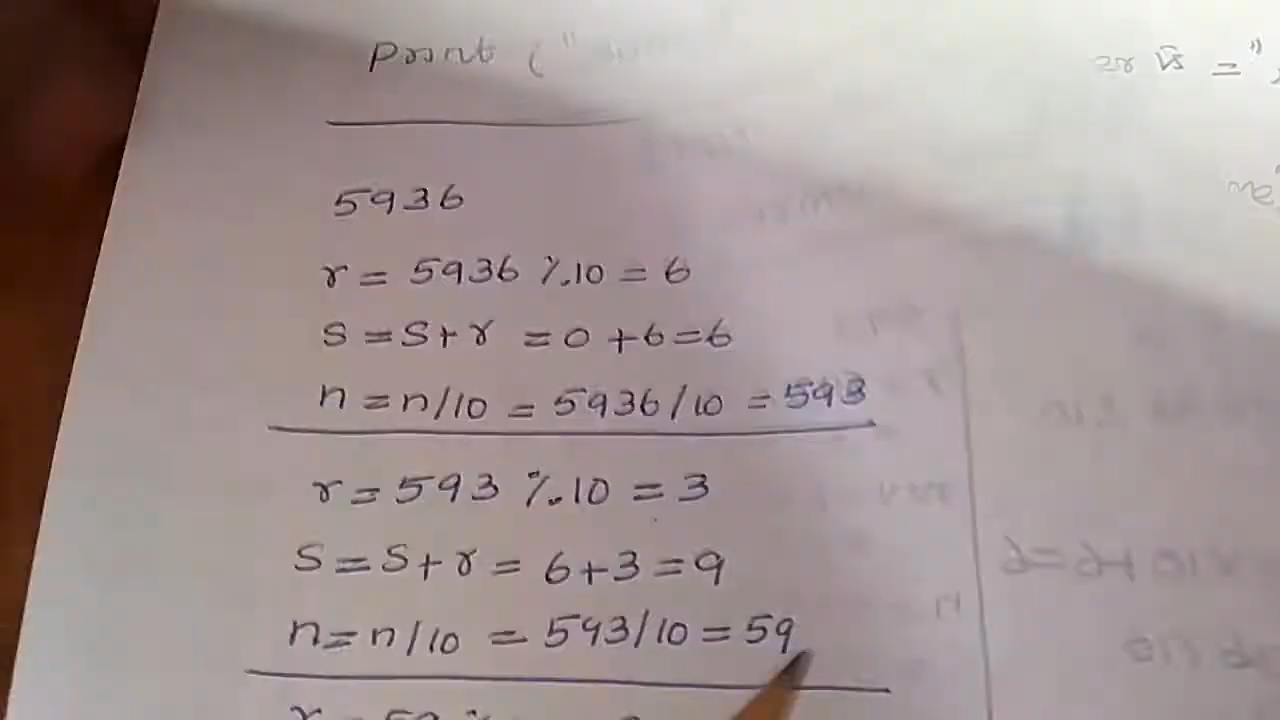 print ("
5936
r = 5936 %10 = 6
S = S+r = 0 +6=6
n = n/10 = 5936/10 = 593
r = 593 %10 = 3
S = S+r = 6+3 = 9
n = n/10 = 593/10 = 59